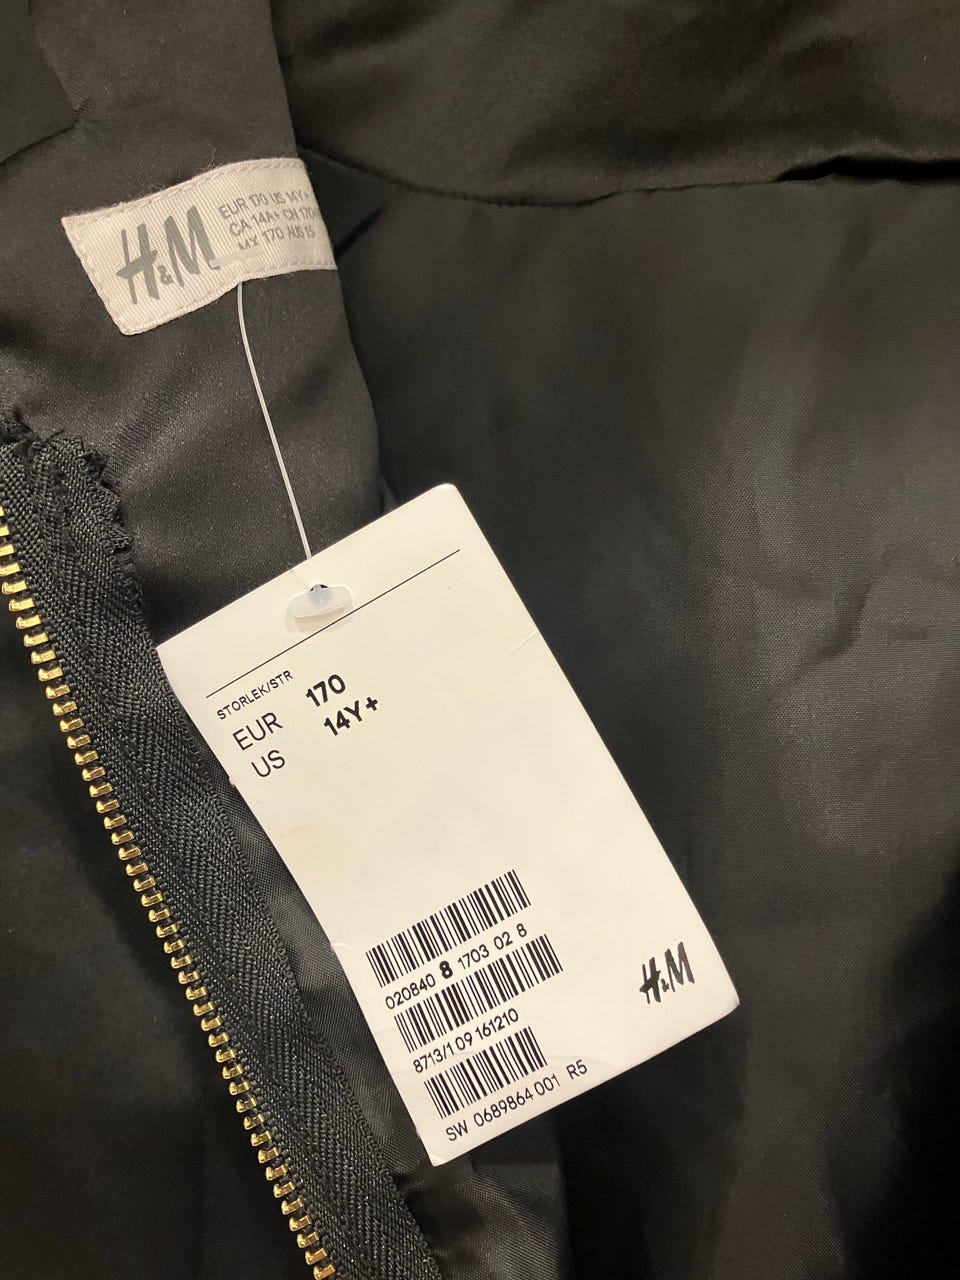 H&M
EUR 170 US 14Y+
CA 14A+ CN 170
MX 170 AUS 15
STORLEK/STR
EUR 170
US 14Y+
020840 8 1703 02 8
8713/1 09 161210
SW 0689864 001 R5
H&M